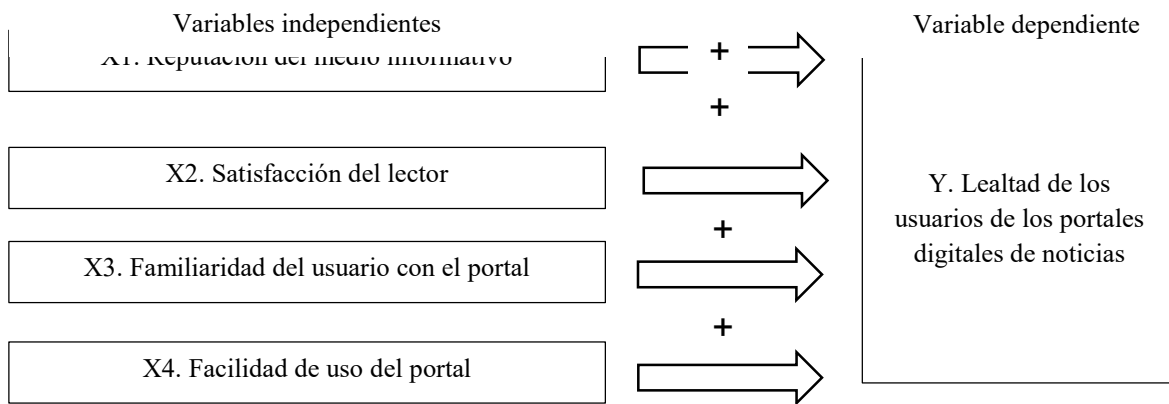 Variables independientes
Variable dependiente
X1. Reputación del medio informativo
+
+
X2. Satisfacción del lector
+
X3. Familiaridad del usuario con el portal
+
X4. Facilidad de uso del portal
Y. Lealtad de los
usuarios de los portales
digitales de noticias